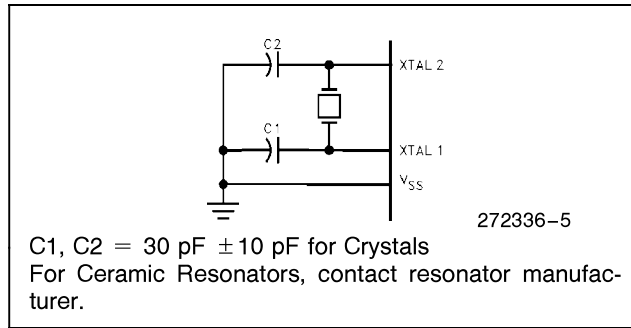 C2
XTAL 2
C1
XTAL 1
VSS
272336–5
C1, C2 = 30 pF ±10 pF for Crystals
For Ceramic Resonators, contact resonator manufac-
turer.